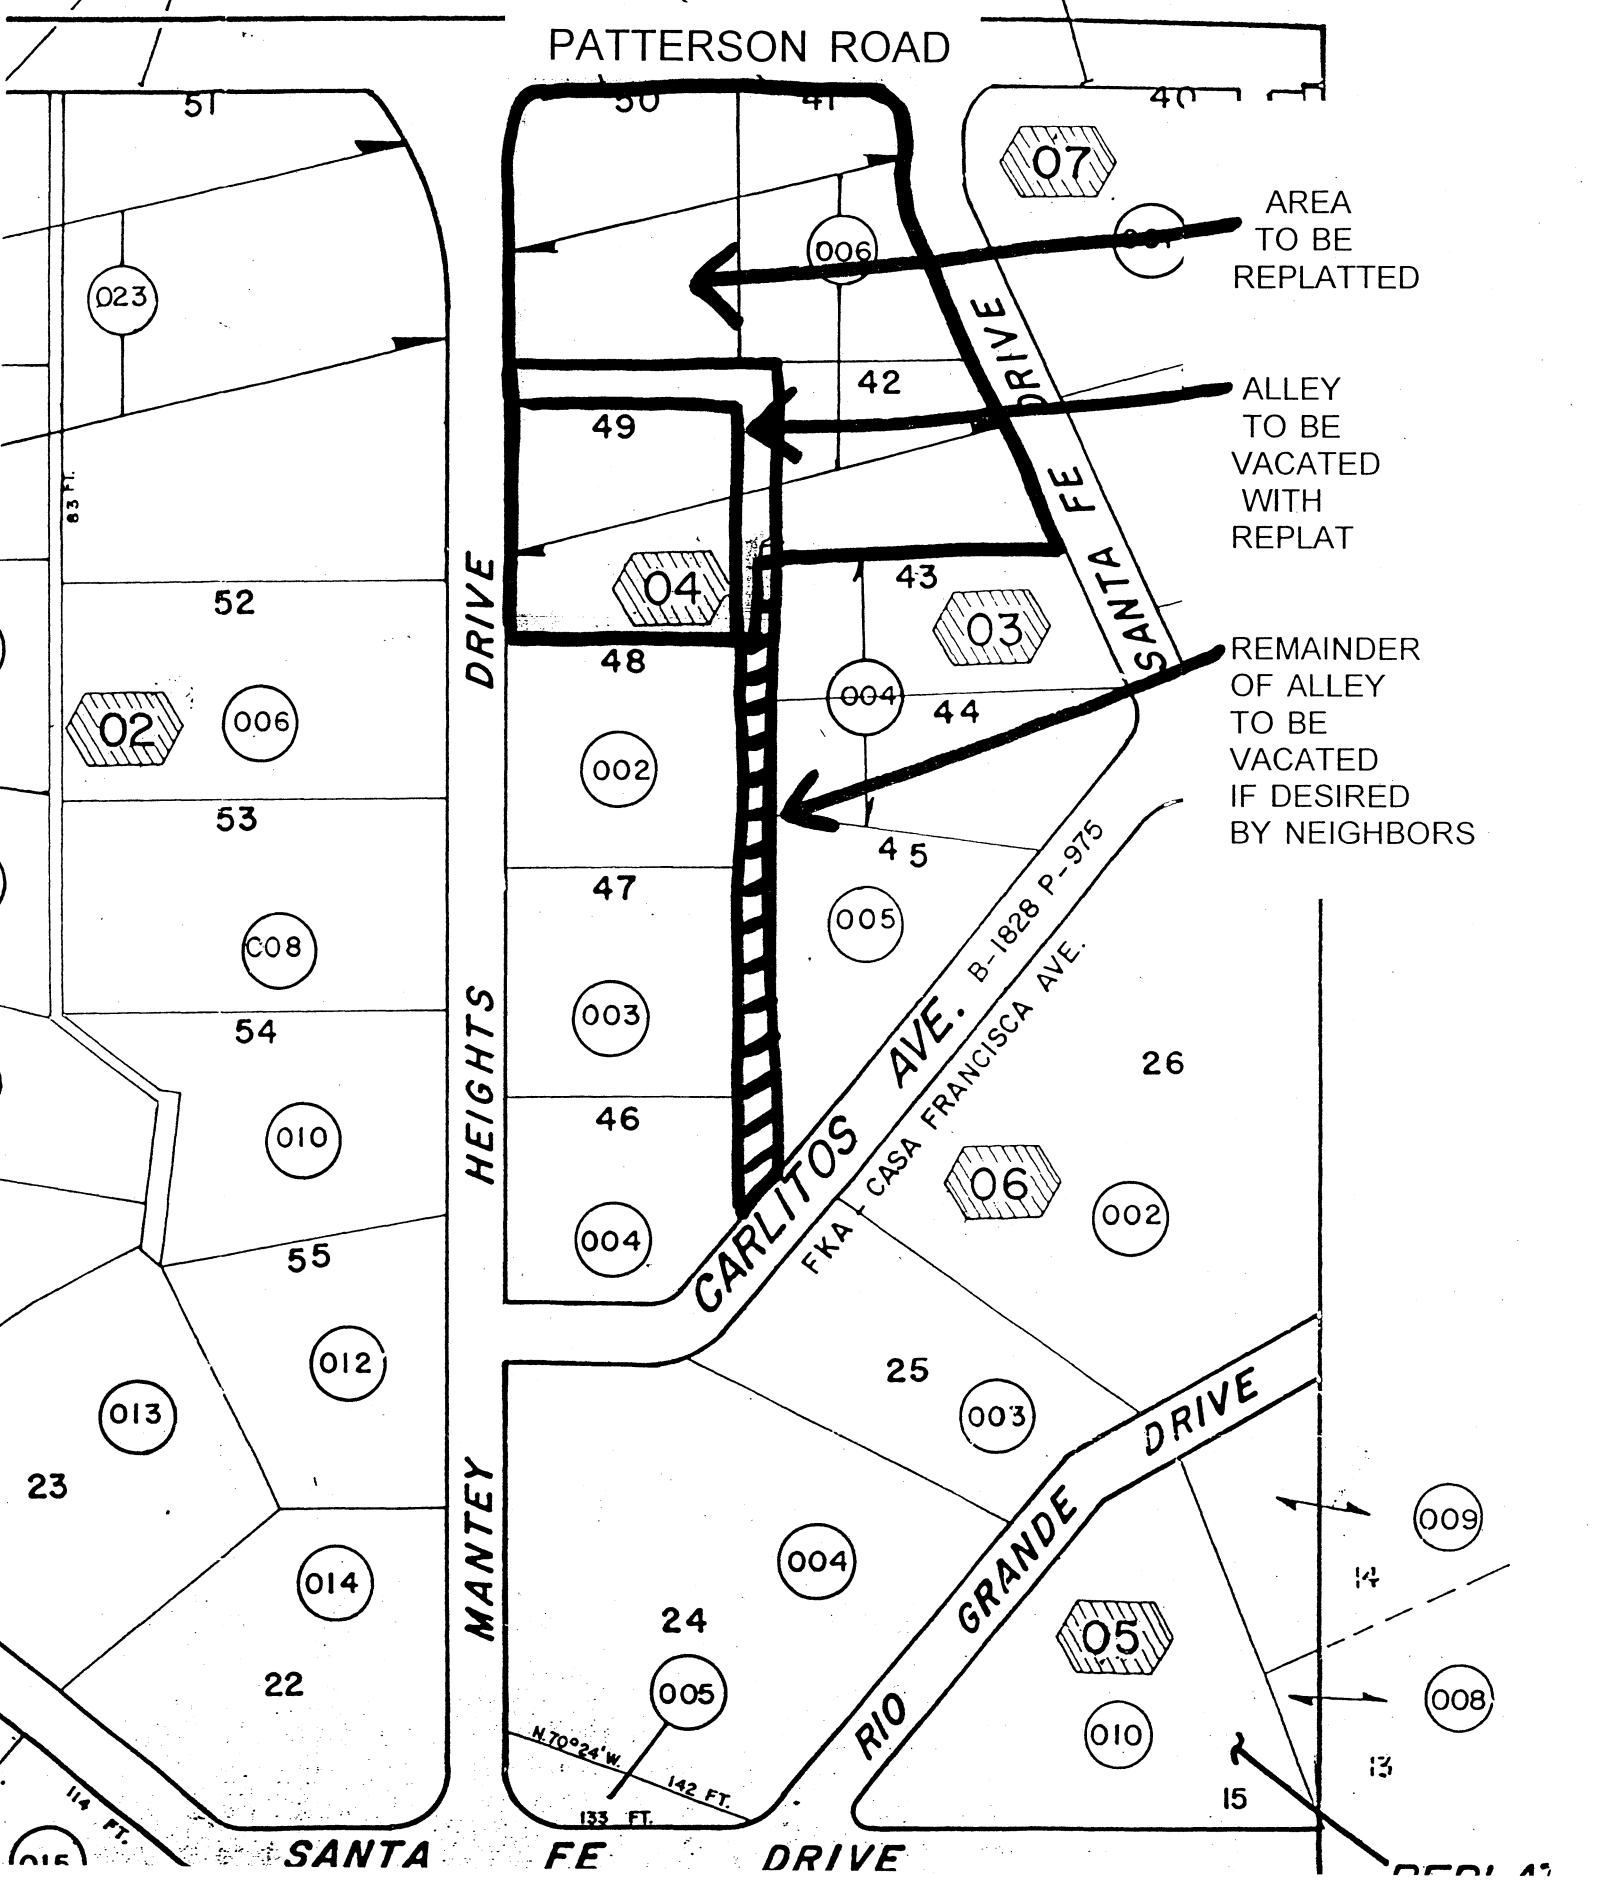 PATTERSON ROAD
51
50
41
40
07
AREA
TO BE
REPLATTED
006
023
DRIVE
42
ALLEY
TO BE
VACATED
WITH
REPLAT
49
83 FT.
SANTA FE
04
43
03
52
DRIVE
48
REMAINDER
OF ALLEY
TO BE
VACATED
IF DESIRED
BY NEIGHBORS
004
44
02
006
002
53
45
B-1828 P-975
47
005
C08
003
54
HEIGHTS
CARLITOS AVE.
FKA - CASA FRANCISCA AVE.
26
46
010
06
002
004
55
012
25
003
013
RIO GRANDE DRIVE
23
MANTEY
009
004
014
14
24
05
22
005
008
010
N. 70°24' W.
142 FT.
133 FT.
13
15
114 FT.
SANTA FE DRIVE
015